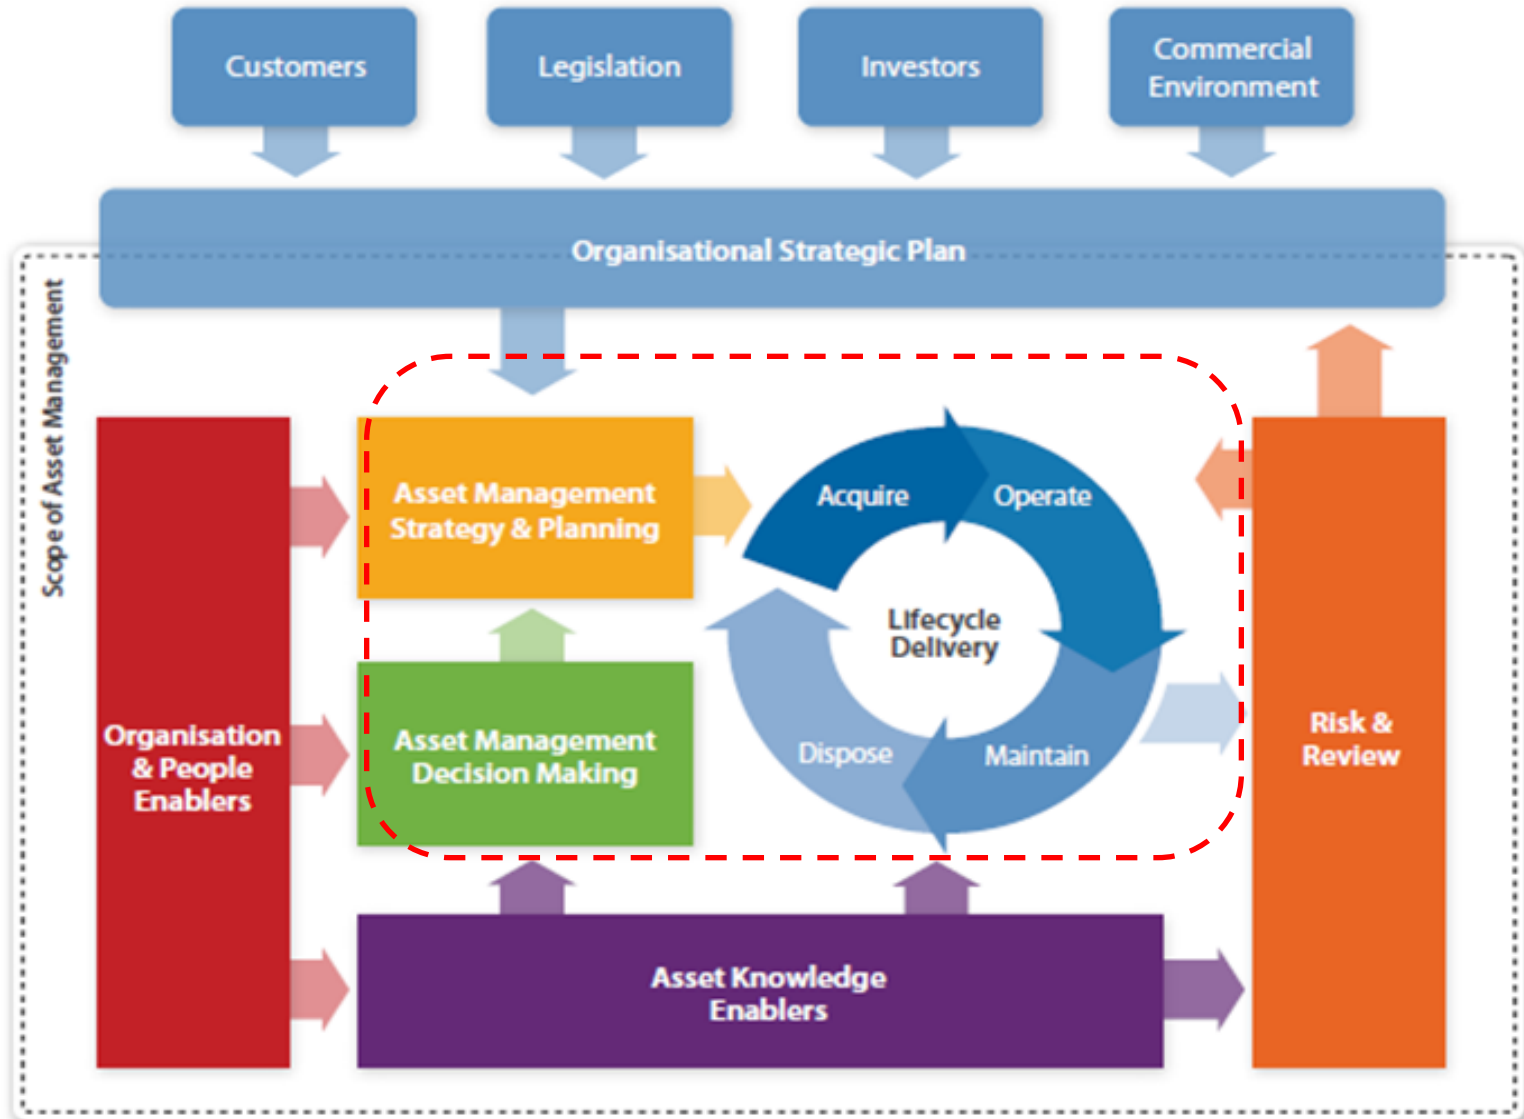 Customers
Legislation
Investors
Commercial
Environment
Organisational Strategic Plan
Scope of Asset Management
Asset Management
Strategy & Planning
Acquire
Operate
Lifecycle
Delivery
Organisation
& People
Enablers
Asset Management
Decision Making
Dispose
Maintain
Risk &
Review
Asset Knowledge
Enablers